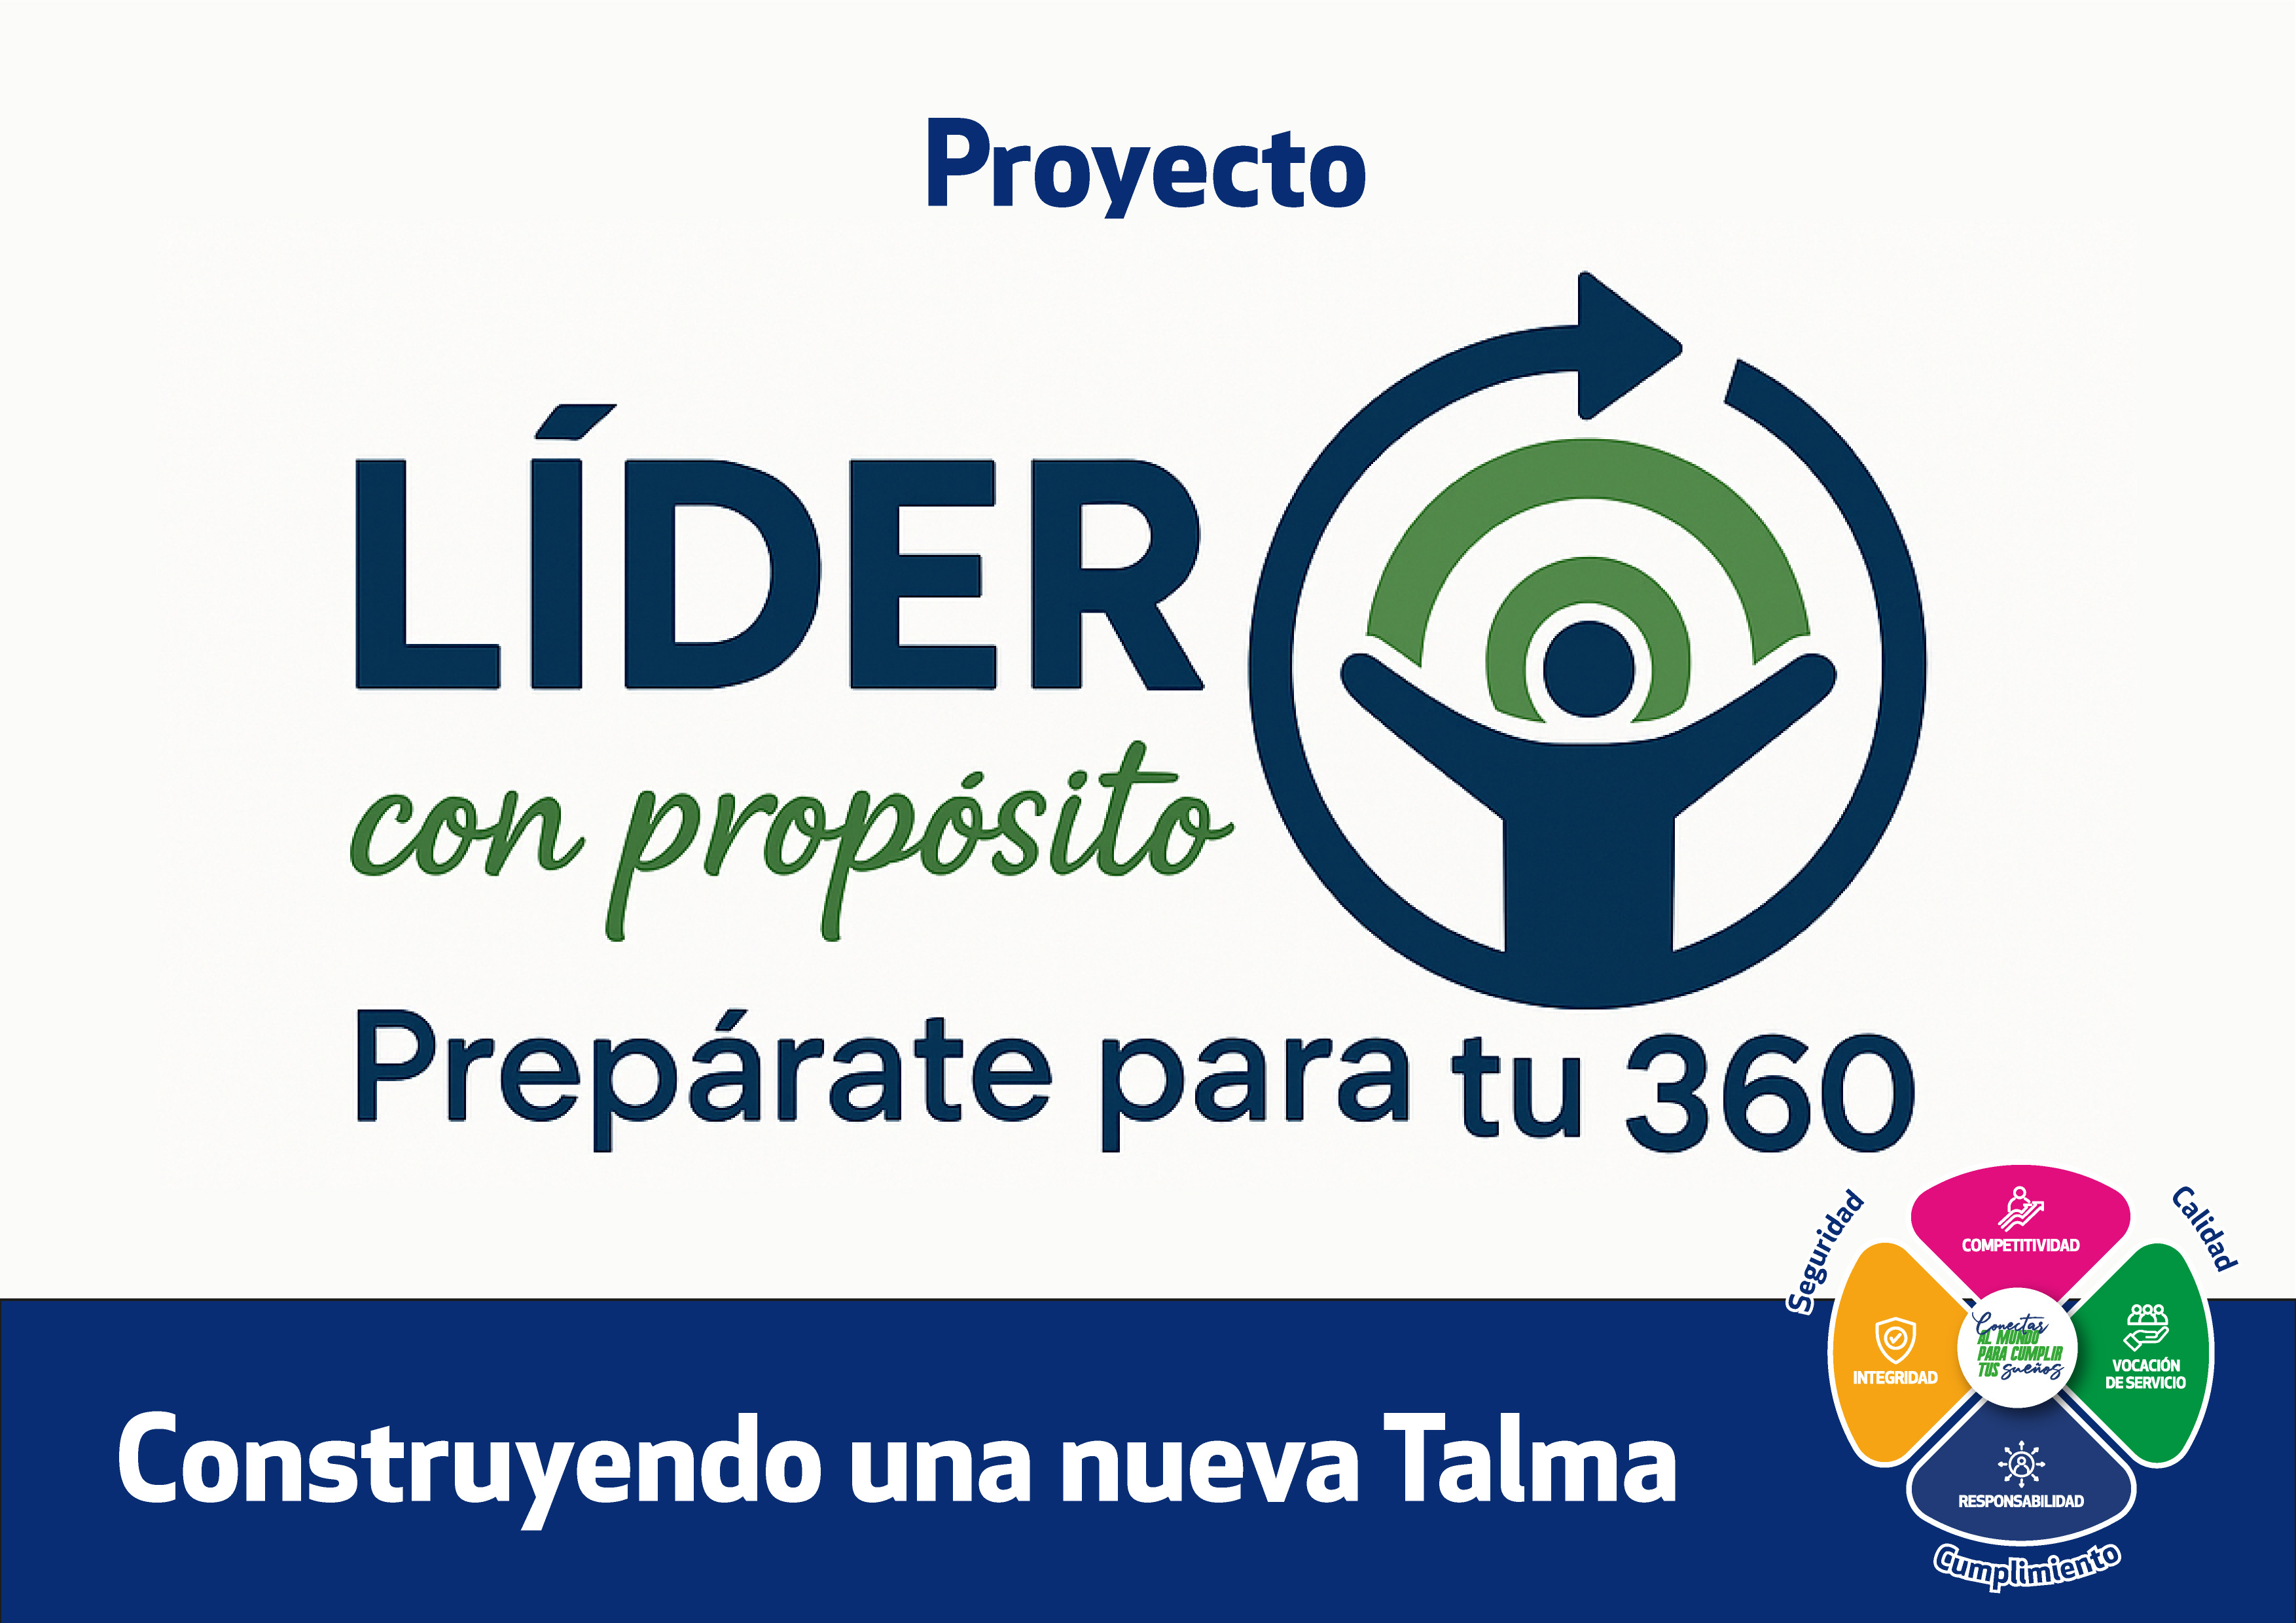 Proyecto
LÍDER
con propósito
Prepárate para tu 360
Seguridad
Calidad
COMPETITIVIDAD
INTEGRIDAD
Conectar
AL MUNDO
PARA CUMPLIR
TUS sueños
VOCACIÓN
DE SERVICIO
RESPONSABILIDAD
Cumplimiento
Construyendo una nueva Talma